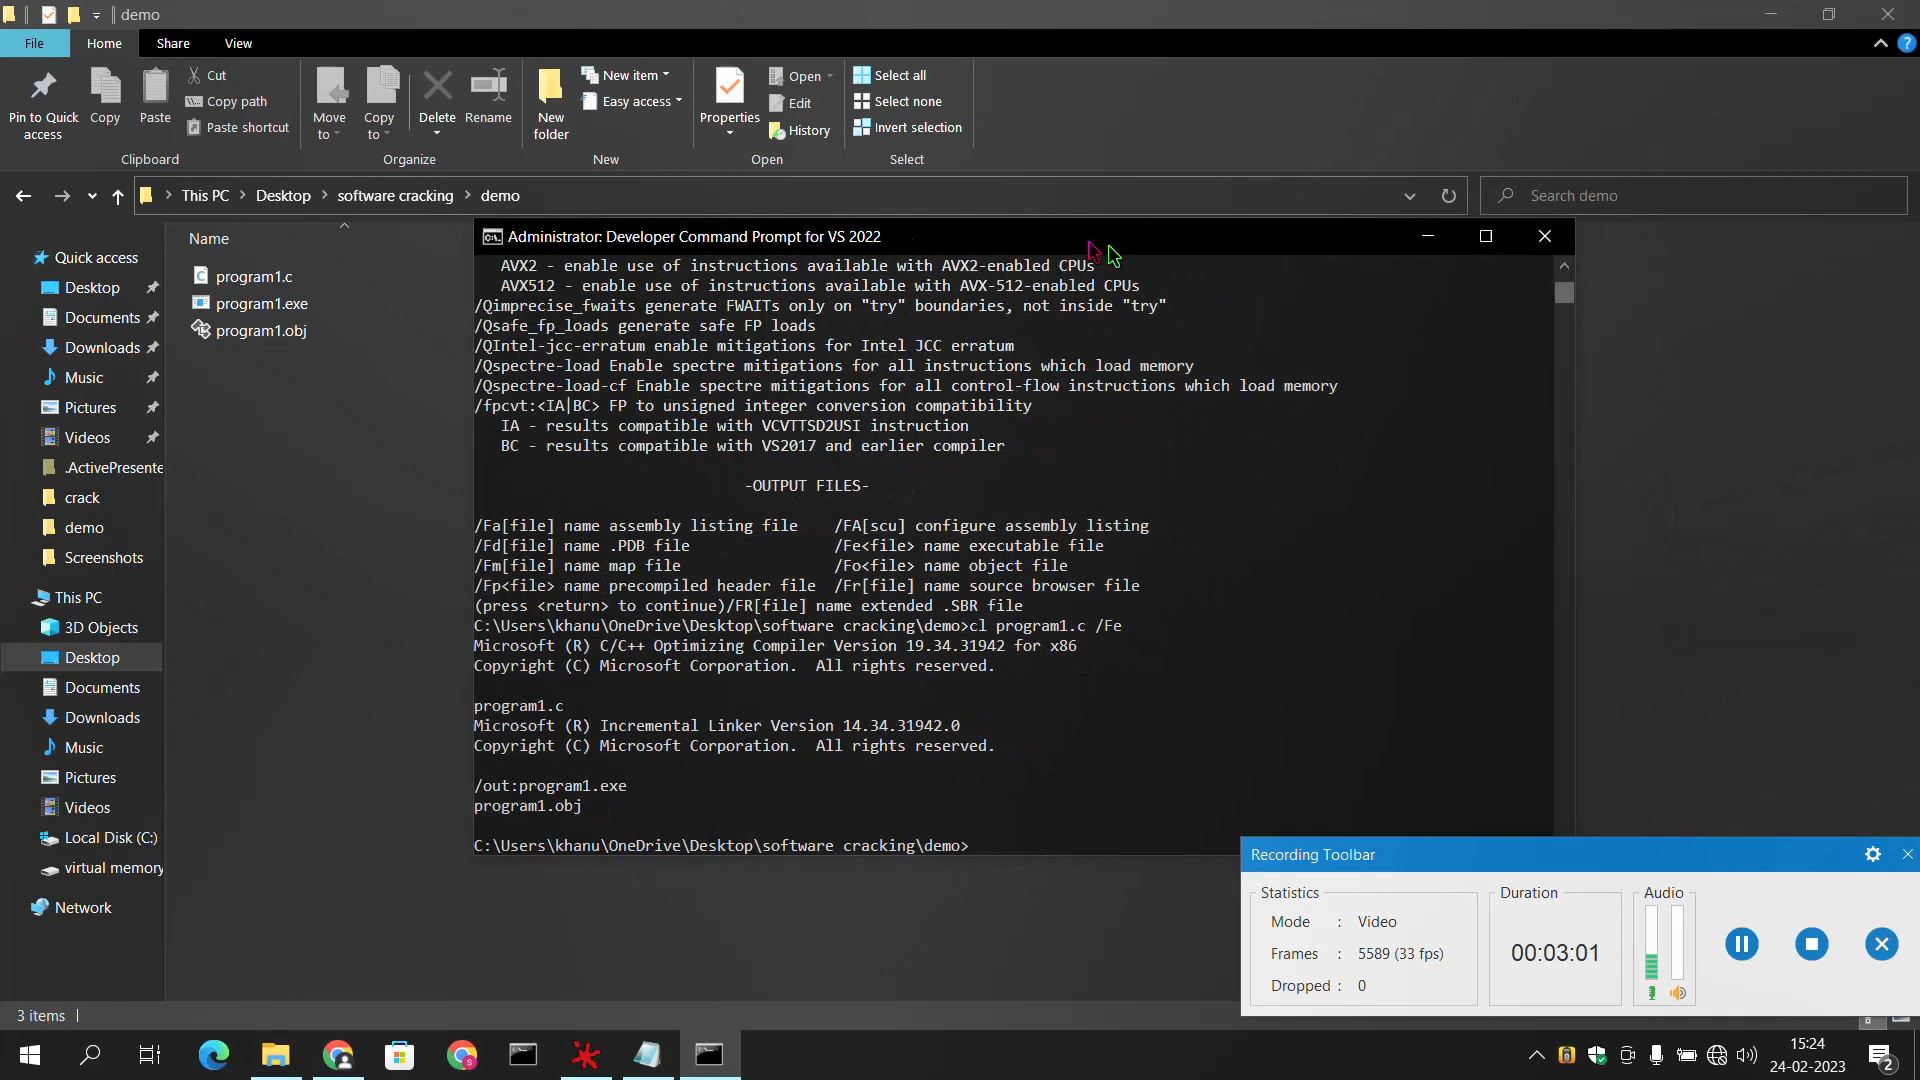 demo
File
Home
Share
View
Pin to Quick access
Copy
Paste
Cut
Copy path
Paste shortcut
Clipboard
Move to
Copy to
Delete
Rename
Organize
New folder
New item
Easy access
New
Properties
Open
Edit
History
Open
Select all
Select none
Invert selection
Select
This PC
Desktop
software cracking
demo
Search demo
Quick access
Desktop
Documents
Downloads
Music
Pictures
Videos
.ActivePresente
crack
demo
Screenshots
This PC
3D Objects
Desktop
Documents
Downloads
Music
Pictures
Videos
Local Disk (C:)
virtual memory
Network
Name
program1.c
program1.exe
program1.obj
Administrator: Developer Command Prompt for VS 2022
AVX2 - enable use of instructions available with AVX2-enabled CPUs
AVX512 - enable use of instructions available with AVX-512-enabled CPUs
/Qimprecise_fwaits generate FWAITs only on "try" boundaries, not inside "try"
/Qsafe_fp_loads generate safe FP loads
/QIntel-jcc-erratum enable mitigations for Intel JCC erratum
/Qspectre-load Enable spectre mitigations for all instructions which load memory
/Qspectre-load-cf Enable spectre mitigations for all control-flow instructions which load memory
/fpcvt:<IA|BC> FP to unsigned integer conversion compatibility
IA - results compatible with VCVTTSD2USI instruction
BC - results compatible with VS2017 and earlier compiler
-OUTPUT FILES-
/Fa[file] name assembly listing file /FA[scu] configure assembly listing
/Fd[file] name .PDB file /Fe<file> name executable file
/Fm[file] name map file /Fo<file> name object file
/Fp<file> name precompiled header file /Fr[file] name source browser file
(press <return> to continue)/FR[file] name extended .SBR file
C:\Users\khanu\OneDrive\Desktop\software cracking\demo>cl program1.c /Fe
Microsoft (R) C/C++ Optimizing Compiler Version 19.34.31942 for x86
Copyright (C) Microsoft Corporation. All rights reserved.
program1.c
Microsoft (R) Incremental Linker Version 14.34.31942.0
Copyright (C) Microsoft Corporation. All rights reserved.
/out:program1.exe
program1.obj
C:\Users\khanu\OneDrive\Desktop\software cracking\demo>
Recording Toolbar
Statistics
Mode : Video
Frames : 5589 (33 fps)
Dropped : 0
Duration
00:03:01
Audio
3 items
15:24
24-02-2023
2